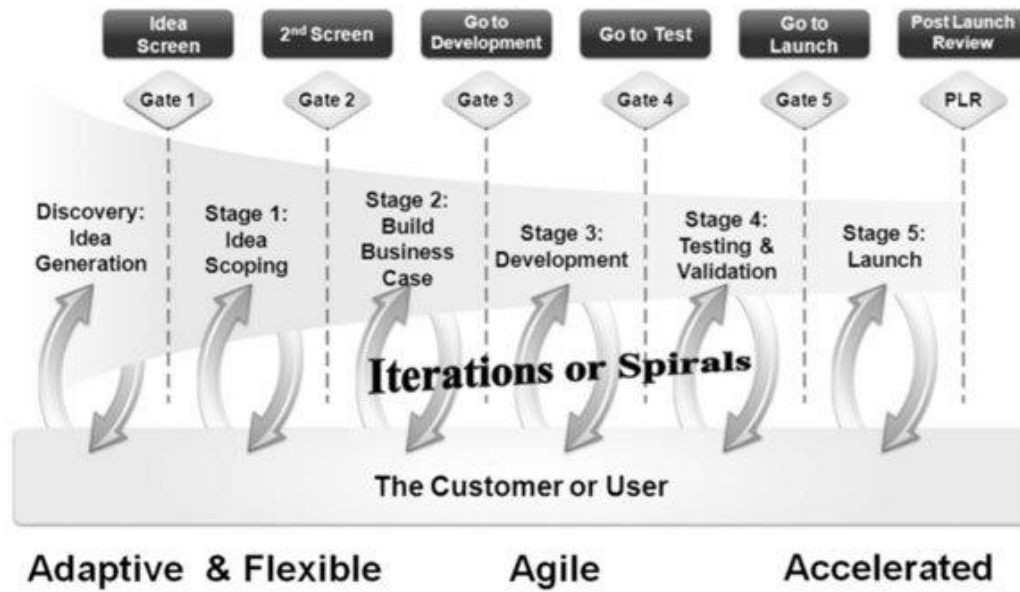 Idea
Screen
2nd Screen
Go to
Development
Go to Test
Go to
Launch
Post Launch
Review
Gate 1
Gate 2
Gate 3
Gate 4
Gate 5
PLR
Discovery:
Idea
Generation
Stage 1:
Idea
Scoping
Stage 2:
Build
Business
Case
Stage 3:
Development
Stage 4:
Testing &
Validation
Stage 5:
Launch
Iterations or Spirals
The Customer or User
Adaptive & Flexible
Agile
Accelerated